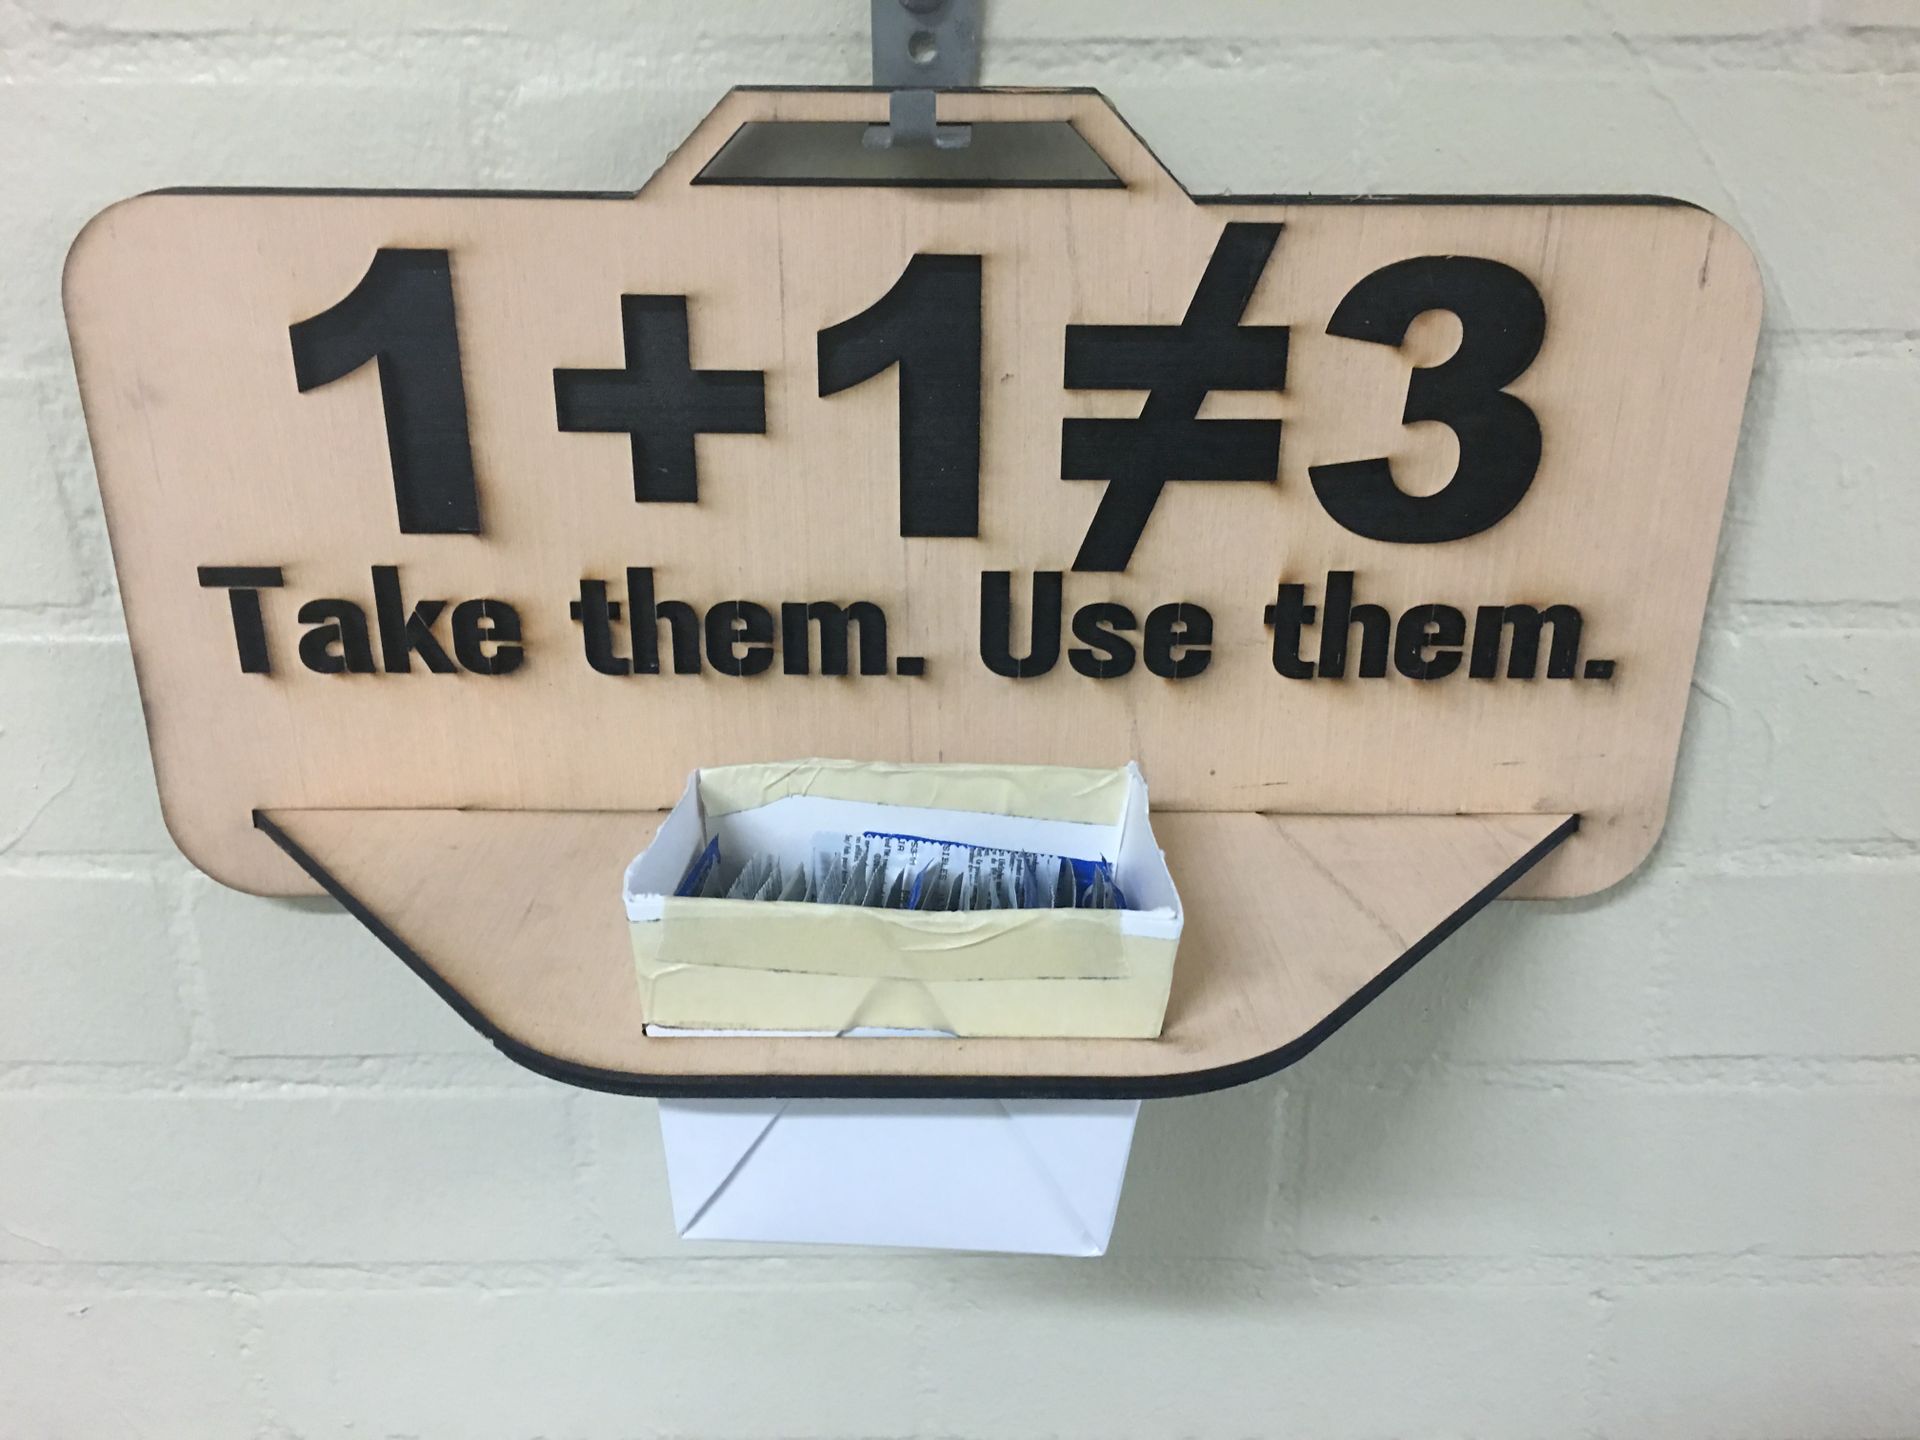 1+1≠3
Take them. Use them.